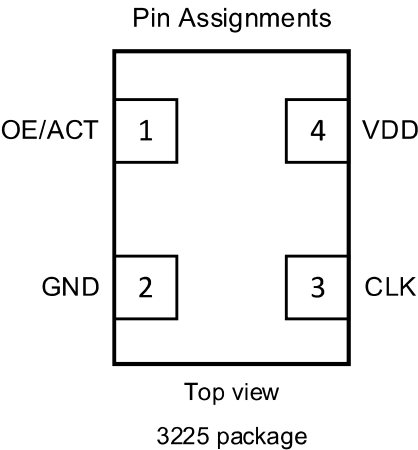 Pin Assignments
OE/ACT 1 4 VDD
GND 2 3 CLK
Top view
3225 package